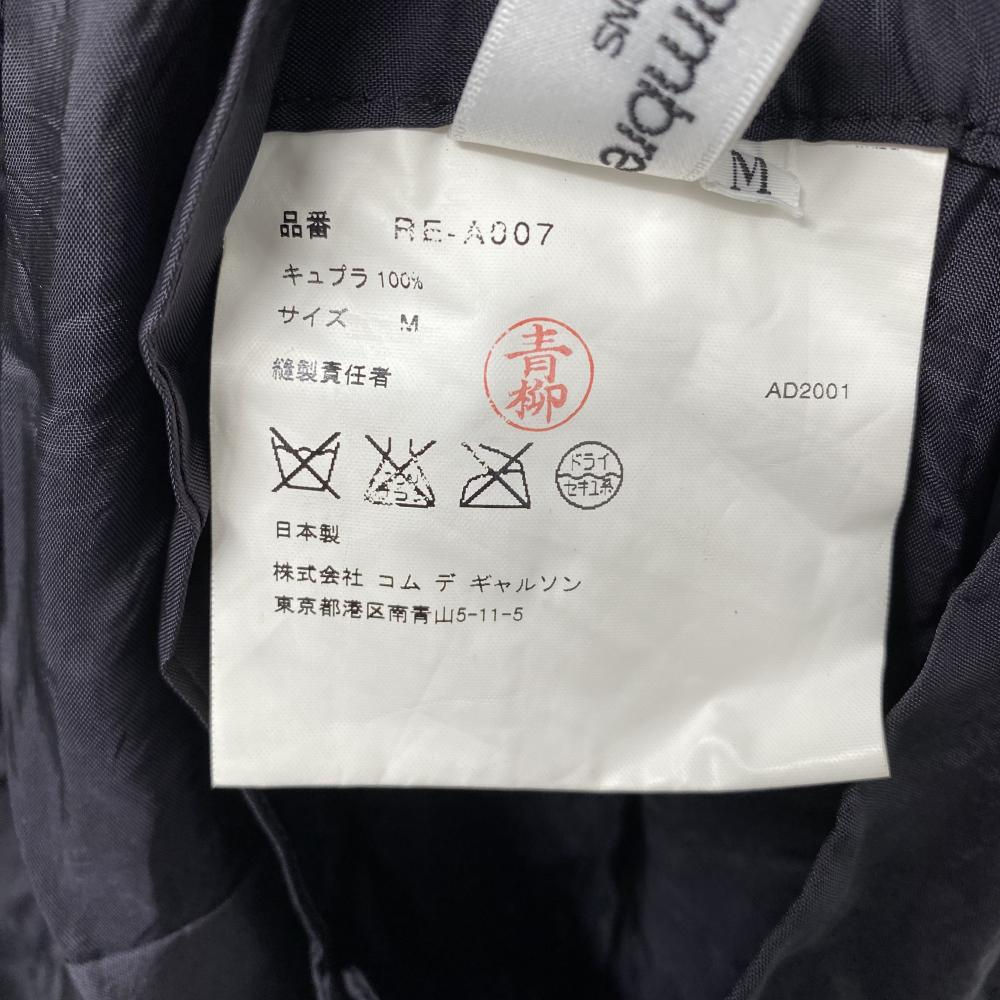 M
品番 RE-A007
キュプラ 100%
サイズ M
縫製責任者
青柳
AD2001
ドライ
セキユ系
日本製
株式会社 コム デ ギャルソン
東京都港区南青山5-11-5